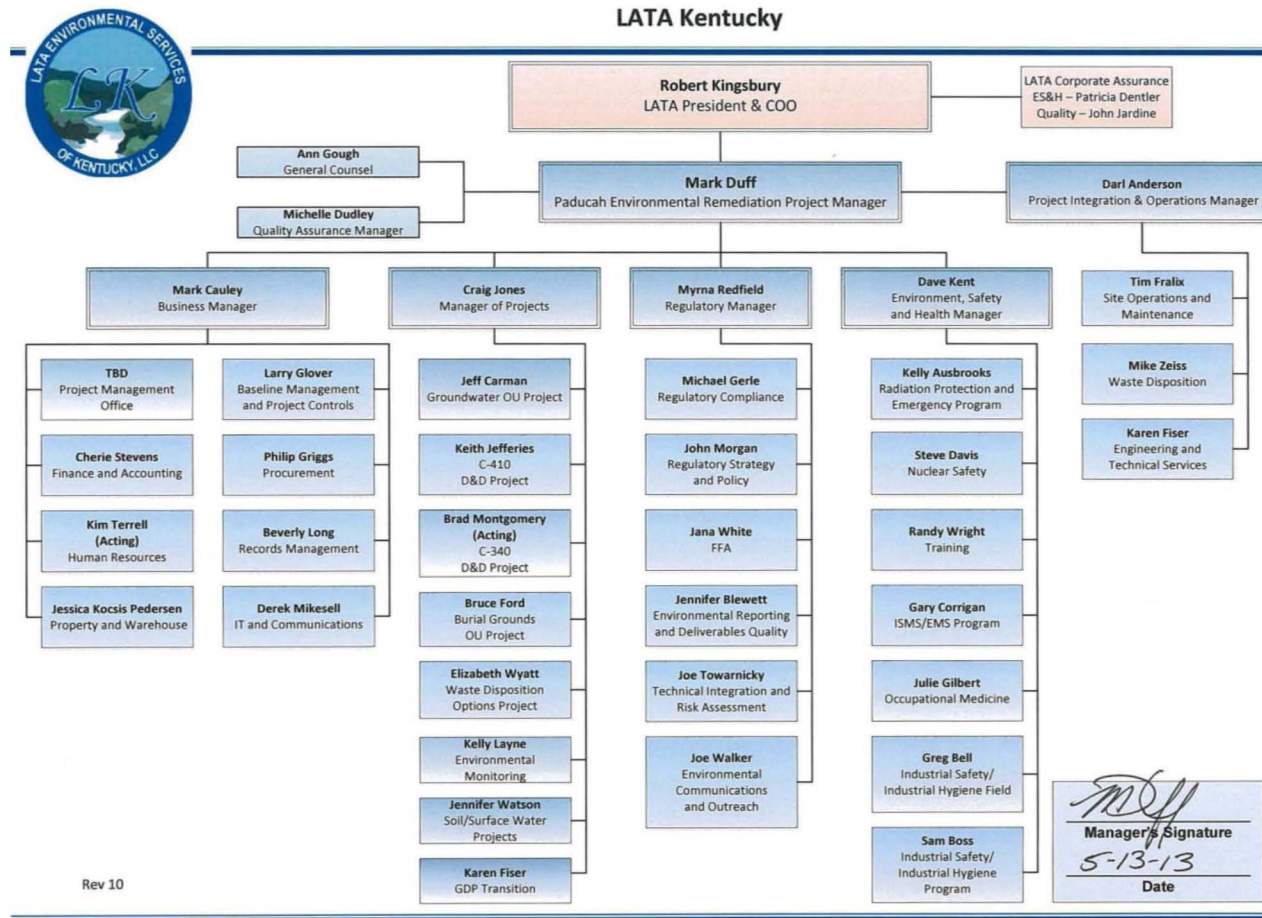 LATA Kentucky
LATA ENVIRONMENTAL SERVICES
LK
OF KENTUCKY, LLC
Robert Kingsbury
LATA President & COO
LATA Corporate Assurance
ES&H – Patricia Dentler
Quality – John Jardine
Ann Gough
General Counsel
Mark Duff
Paducah Environmental Remediation Project Manager
Darl Anderson
Project Integration & Operations Manager
Michelle Dudley
Quality Assurance Manager
Mark Cauley
Business Manager
Craig Jones
Manager of Projects
Myrna Redfield
Regulatory Manager
Dave Kent
Environment, Safety
and Health Manager
TBD
Project Management
Office
Cherie Stevens
Finance and Accounting
Kim Terrell
(Acting)
Human Resources
Jessica Kocsis Pedersen
Property and Warehouse
Larry Glover
Baseline Management
and Project Controls
Philip Griggs
Procurement
Beverly Long
Records Management
Derek Mikesell
IT and Communications
Jeff Carman
Groundwater OU Project
Keith Jefferies
C-410
D&D Project
Brad Montgomery
(Acting)
C-340
D&D Project
Bruce Ford
Burial Grounds
OU Project
Elizabeth Wyatt
Waste Disposition
Options Project
Kelly Layne
Environmental
Monitoring
Jennifer Watson
Soil/Surface Water
Projects
Karen Fiser
GDP Transition
Michael Gerle
Regulatory Compliance
John Morgan
Regulatory Strategy
and Policy
Jana White
FFA
Jennifer Blewett
Environmental Reporting
and Deliverables Quality
Joe Towarnicky
Technical Integration and
Risk Assessment
Joe Walker
Environmental
Communications
and Outreach
Kelly Ausbrooks
Radiation Protection and
Emergency Program
Steve Davis
Nuclear Safety
Randy Wright
Training
Gary Corrigan
ISMS/EMS Program
Julie Gilbert
Occupational Medicine
Greg Bell
Industrial Safety/
Industrial Hygiene Field
Sam Boss
Industrial Safety/
Industrial Hygiene
Program
Tim Fralix
Site Operations and
Maintenance
Mike Zeiss
Waste Disposition
Karen Fiser
Engineering and
Technical Services
Manager's Signature
5-13-13
Date
Rev 10